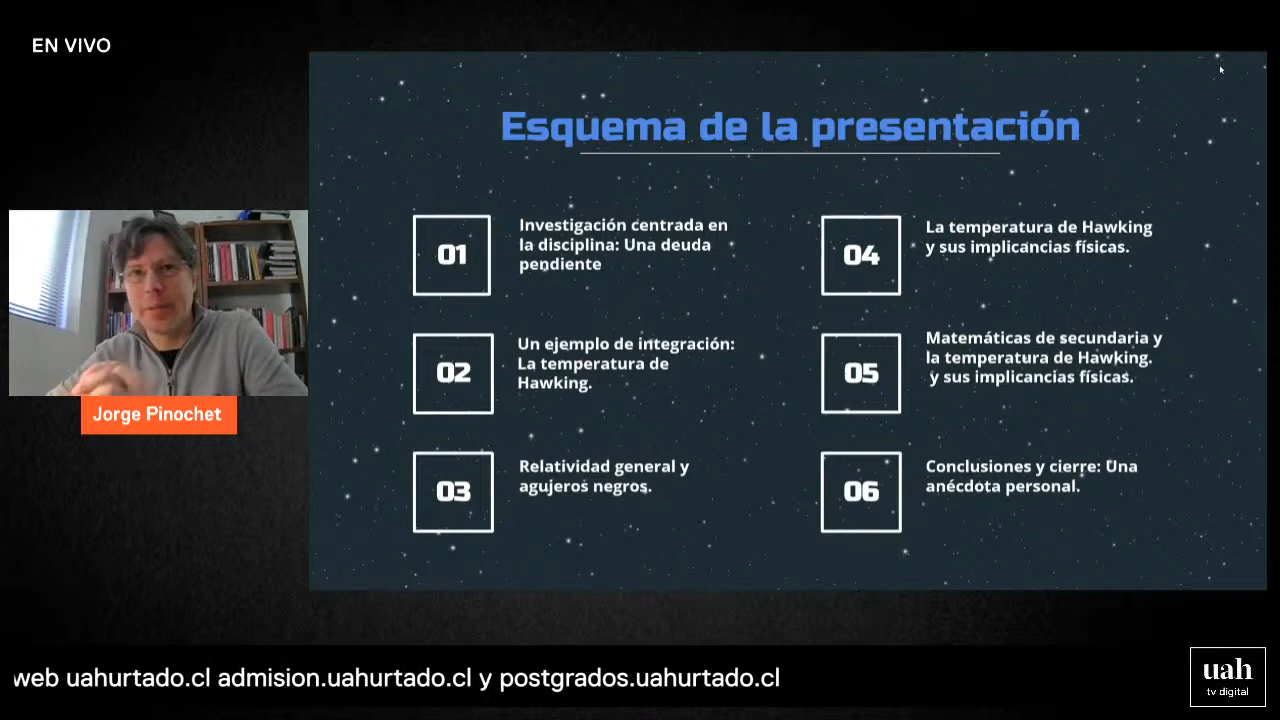 EN VIVO
Esquema de la presentación
01
Investigación centrada en
la disciplina: Una deuda
pendiente
02
Un ejemplo de integración:
La temperatura de
Hawking.
03
Relatividad general y
agujeros negros.
04
La temperatura de Hawking
y sus implicancias físicas.
05
Matemáticas de secundaria y
la temperatura de Hawking.
y sus implicancias físicas.
06
Conclusiones y cierre: Una
anécdota personal.
Jorge Pinochet
web uahurtado.cl admision.uahurtado.cl y postgrados.uahurtado.cl
uah
tv digital